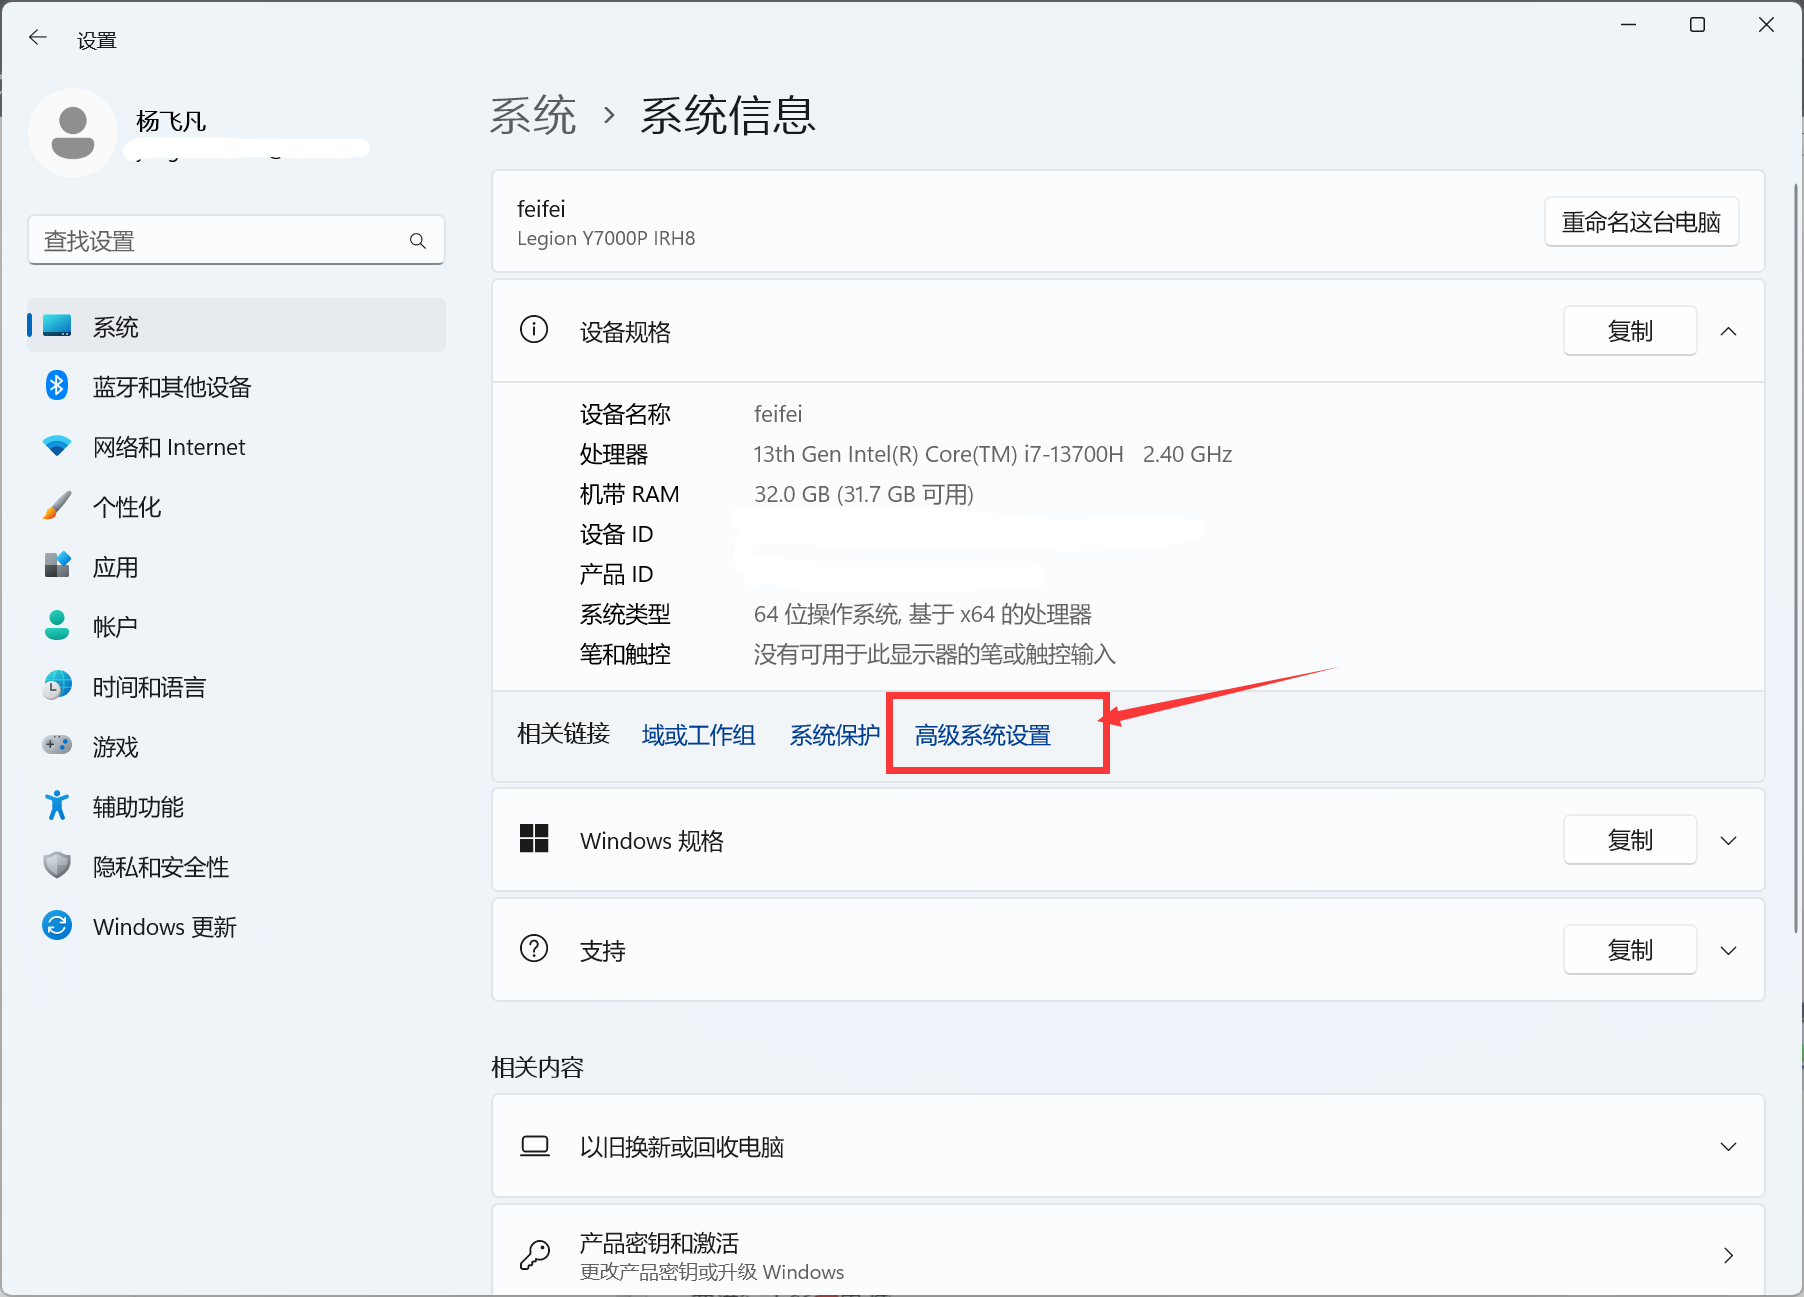 设置
杨飞凡
查找设置
系统
蓝牙和其他设备
网络和 Internet
个性化
应用
帐户
时间和语言
游戏
辅助功能
隐私和安全性
Windows 更新
系统 › 系统信息
feifei
Legion Y7000P IRH8
重命名这台电脑
设备规格
复制
设备名称 feifei
处理器 13th Gen Intel(R) Core(TM) i7-13700H 2.40 GHz
机带 RAM 32.0 GB (31.7 GB 可用)
设备 ID
产品 ID
系统类型 64 位操作系统, 基于 x64 的处理器
笔和触控 没有可用于此显示器的笔或触控输入
相关链接 域或工作组 系统保护 高级系统设置
Windows 规格
复制
支持
复制
相关内容
以旧换新或回收电脑
产品密钥和激活
更改产品密钥或升级 Windows